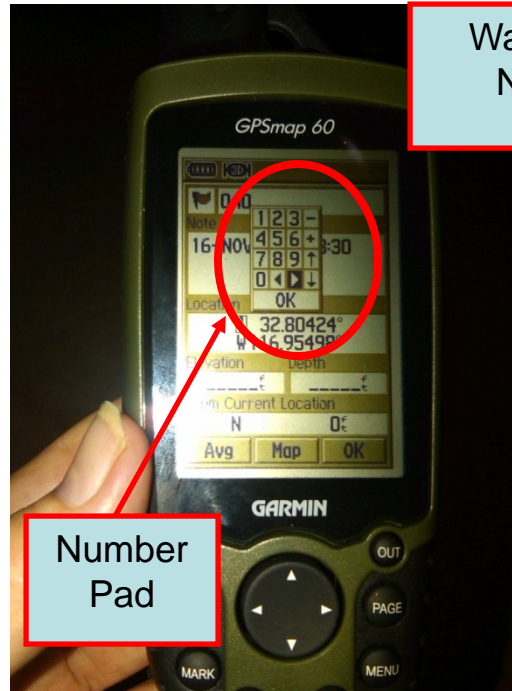 Wa
N
GPSmap 60
Note
1 2 3 -
16-NOV 4 5 6 + :30
7 8 9 ↑
0 ◄ ► ↓
Location OK
32.80424°
W
Elevation Depth
Current Location
N 0
Avg Map OK
GARMIN
Number
Pad
OUT
PAGE
MARK
MENU